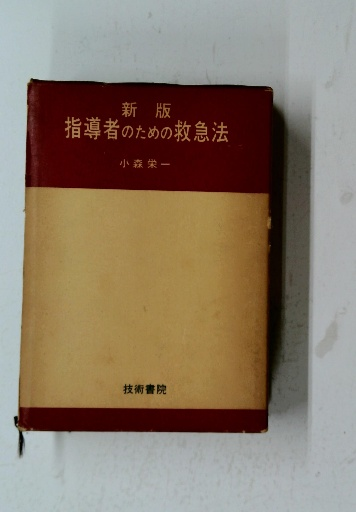 新版
指導者のための救急法
小森栄一
技術書院